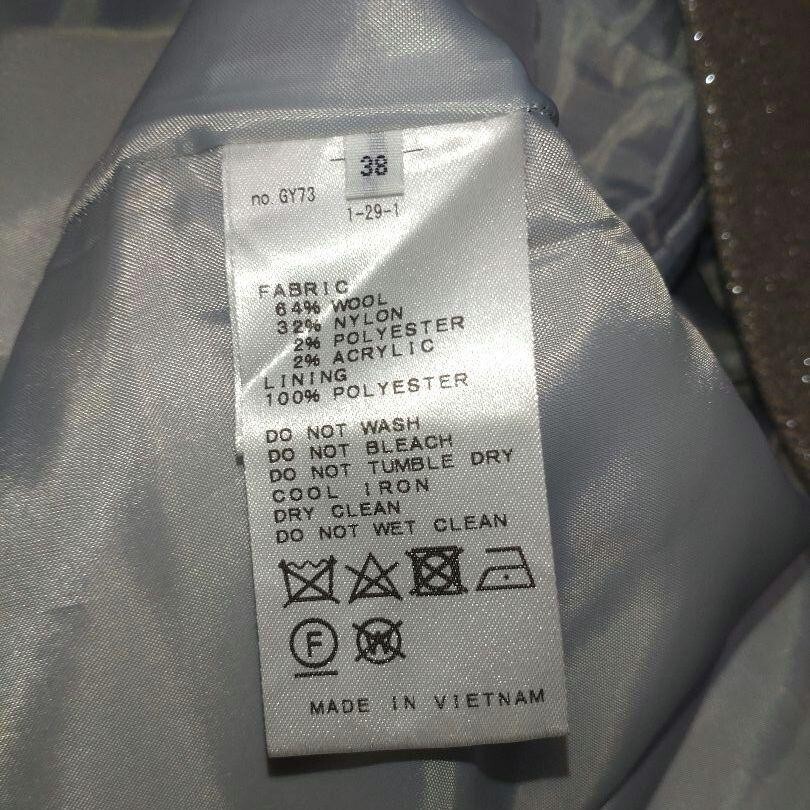 38
no GY73
1-29-1
FABRIC
64% WOOL
32% NYLON
2% POLYESTER
2% ACRYLIC
LINING
100% POLYESTER
DO NOT WASH
DO NOT BLEACH
DO NOT TUMBLE DRY
COOL IRON
DRY CLEAN
DO NOT WET CLEAN
F W
MADE IN VIETNAM